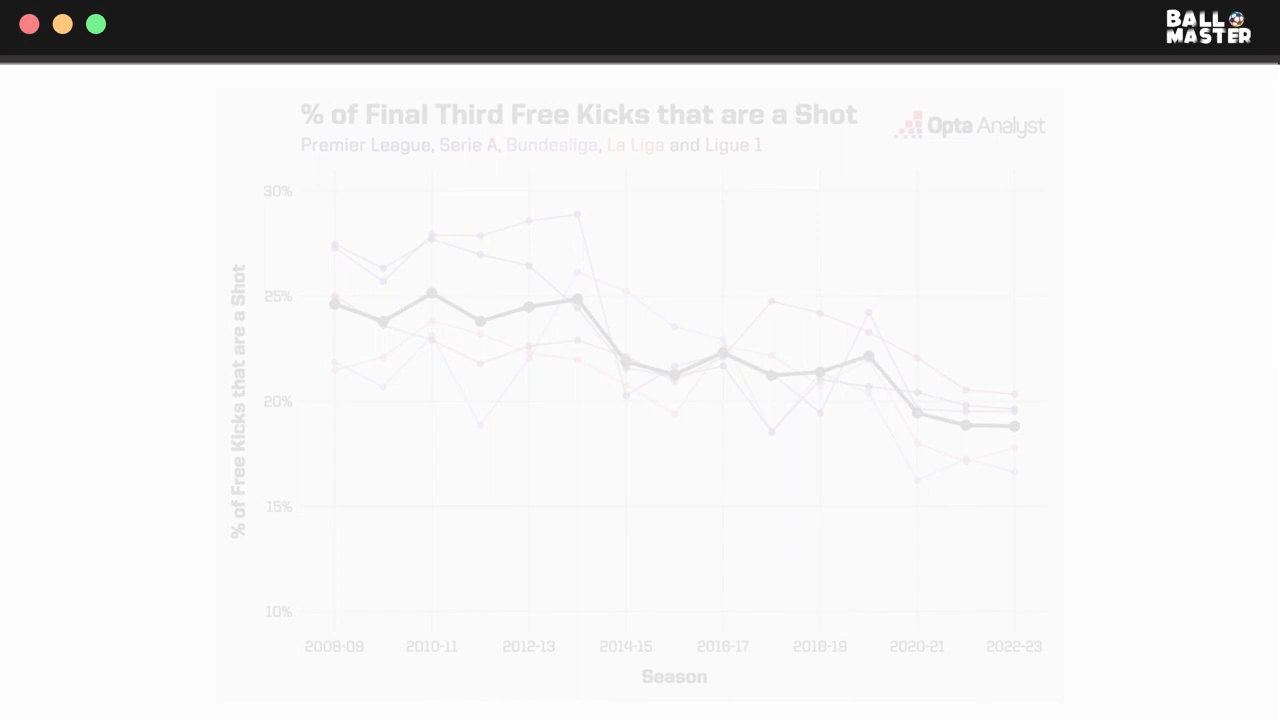 BALL
MASTER
% of Final Third Free Kicks that are a Shot
Premier League, Serie A, Bundesliga, La Liga and Ligue 1
Opta Analyst
% of Free Kicks that are a Shot
30%
25%
20%
15%
10%
2008-09 2010-11 2012-13 2014-15 2016-17 2018-19 2020-21 2022-23
Season